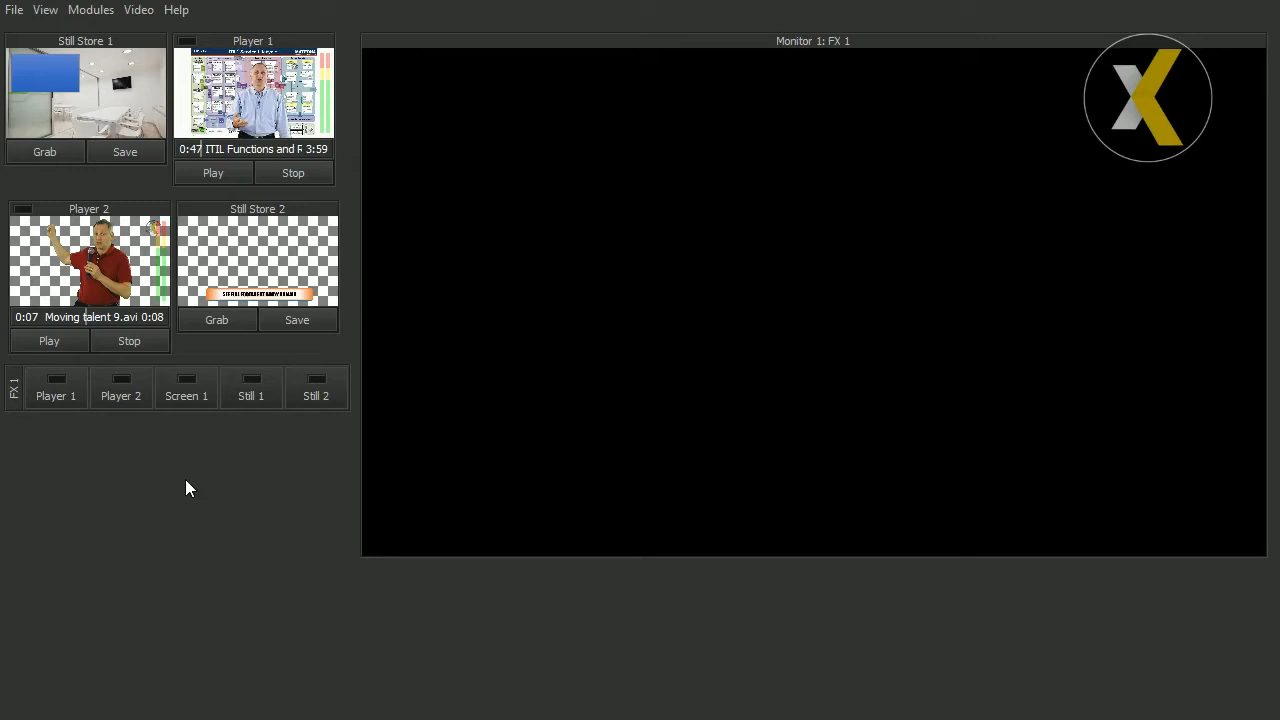 File View Modules Video Help
Still Store 1
Player 1
Monitor 1: FX 1
0:47 ITIL Functions and R 3:59
Grab Save
Play Stop
Player 2
Still Store 2
0:07 Moving talent 9.avi 0:08
Grab Save
Play Stop
FX 1
Player 1 Player 2 Screen 1 Still 1 Still 2